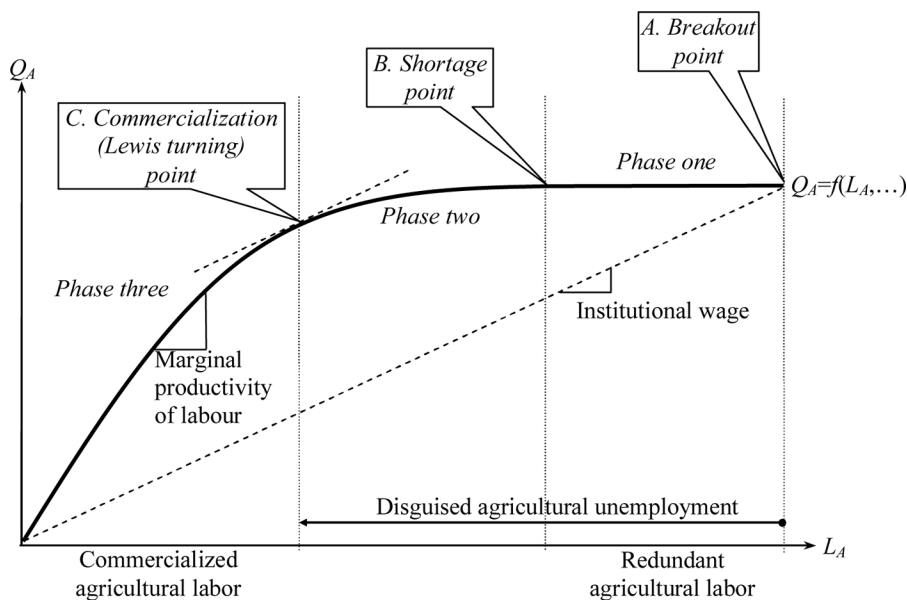 A. Breakout
point
B. Shortage
point
Q_A
C. Commercialization
(Lewis turning)
point
Phase one
Q_A=f(L_A,…)
Phase two
Phase three
Institutional wage
Marginal
productivity
of labour
Disguised agricultural unemployment
L_A
Commercialized
agricultural labor
Redundant
agricultural labor